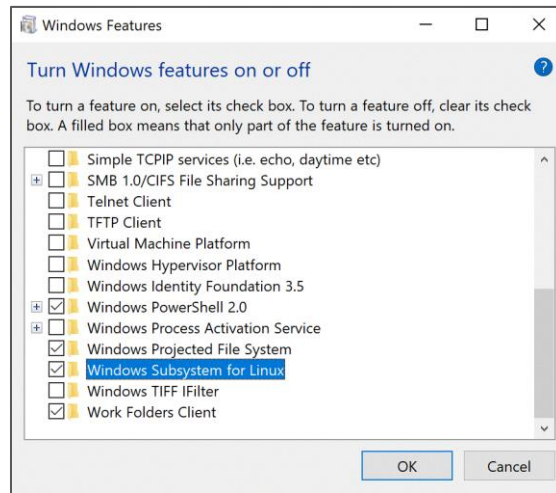 Windows Features
Turn Windows features on or off
To turn a feature on, select its check box. To turn a feature off, clear its check
box. A filled box means that only part of the feature is turned on.
Simple TCPIP services (i.e. echo, daytime etc)
SMB 1.0/CIFS File Sharing Support
Telnet Client
TFTP Client
Virtual Machine Platform
Windows Hypervisor Platform
Windows Identity Foundation 3.5
Windows PowerShell 2.0
Windows Process Activation Service
Windows Projected File System
Windows Subsystem for Linux
Windows TIFF IFilter
Work Folders Client
OK Cancel